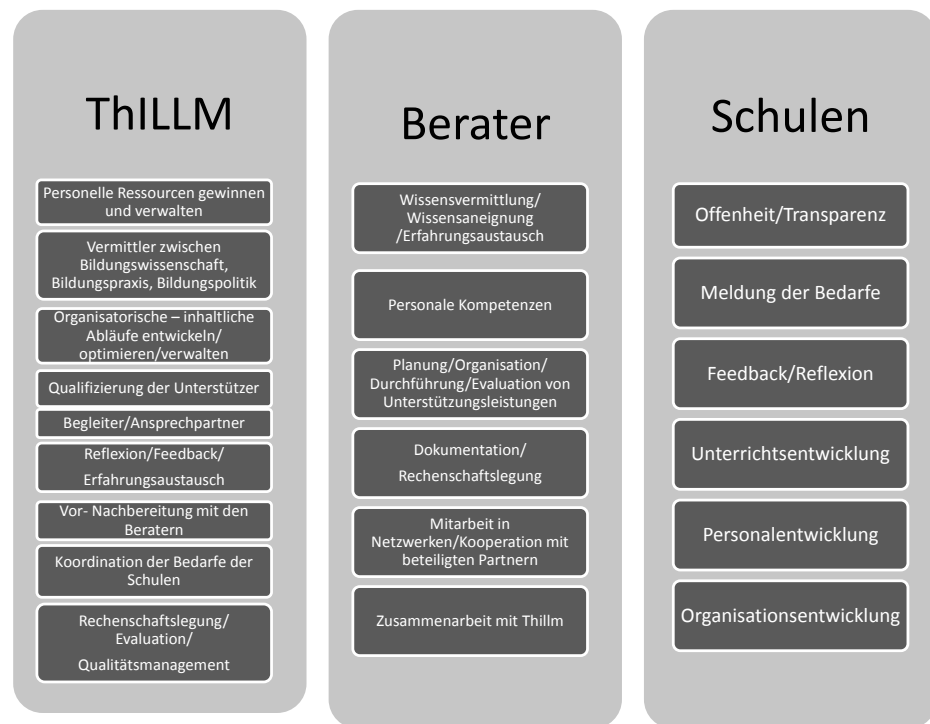 ThILLM
Personelle Ressourcen gewinnen
und verwalten
Vermittler zwischen
Bildungswissenschaft,
Bildungspraxis, Bildungspolitik
Organisatorische – inhaltliche
Abläufe entwickeln/
optimieren/verwalten
Qualifizierung der Unterstützer
Begleiter/Ansprechpartner
Reflexion/Feedback/
Erfahrungsaustausch
Vor- Nachbereitung mit den
Beratern
Koordination der Bedarfe der
Schulen
Rechenschaftslegung/
Evaluation/
Qualitätsmanagement
Berater
Wissensvermittlung/
Wissensaneignung
/Erfahrungsaustausch
Personale Kompetenzen
Planung/Organisation/
Durchführung/Evaluation von
Unterstützungsleistungen
Dokumentation/
Rechenschaftslegung
Mitarbeit in
Netzwerken/Kooperation mit
beteiligten Partnern
Zusammenarbeit mit Thillm
Schulen
Offenheit/Transparenz
Meldung der Bedarfe
Feedback/Reflexion
Unterrichtsentwicklung
Personalentwicklung
Organisationsentwicklung